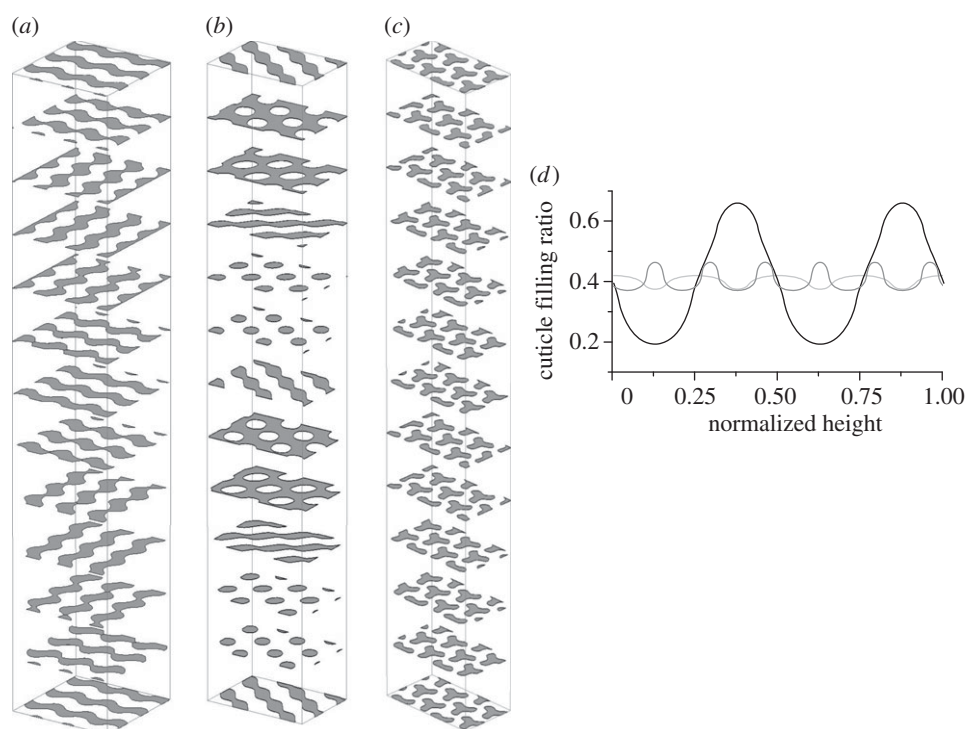 (a)
(b)
(c)
(d)
cuticle filling ratio
0.6
0.4
0.2
0
0.25
0.50
0.75
1.00
normalized height